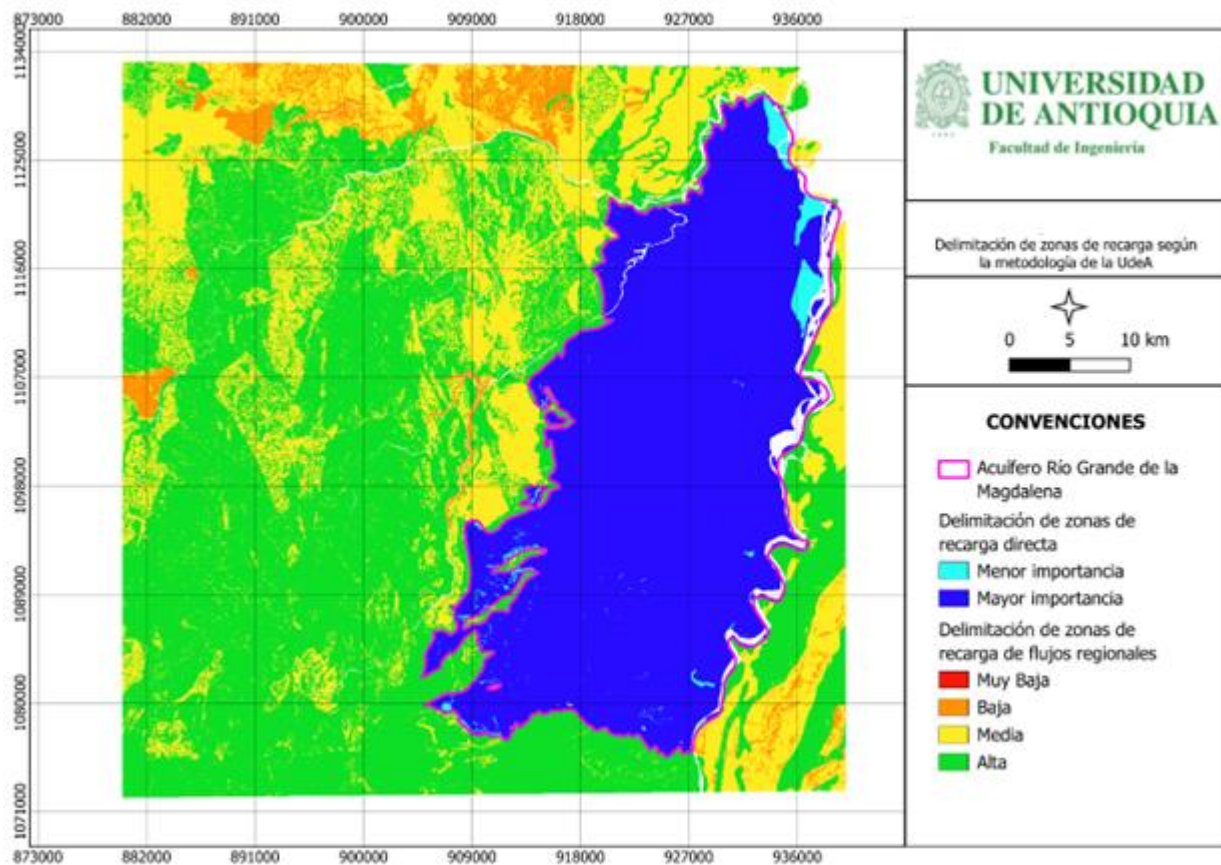 873000 882000 891000 900000 909000 918000 927000 936000
1134000
1125000
1116000
1107000
1098000
1089000
1080000
1071000
873000 882000 891000 900000 909000 918000 927000 936000
UNIVERSIDAD
DE ANTIOQUIA
Facultad de Ingeniería
Delimitación de zonas de recarga según
la metodología de la UdeA
0 5 10 km
CONVENCIONES
Acuífero Río Grande de la
Magdalena
Delimitación de zonas de
recarga directa
Menor importancia
Mayor importancia
Delimitación de zonas de
recarga de flujos regionales
Muy Baja
Baja
Media
Alta